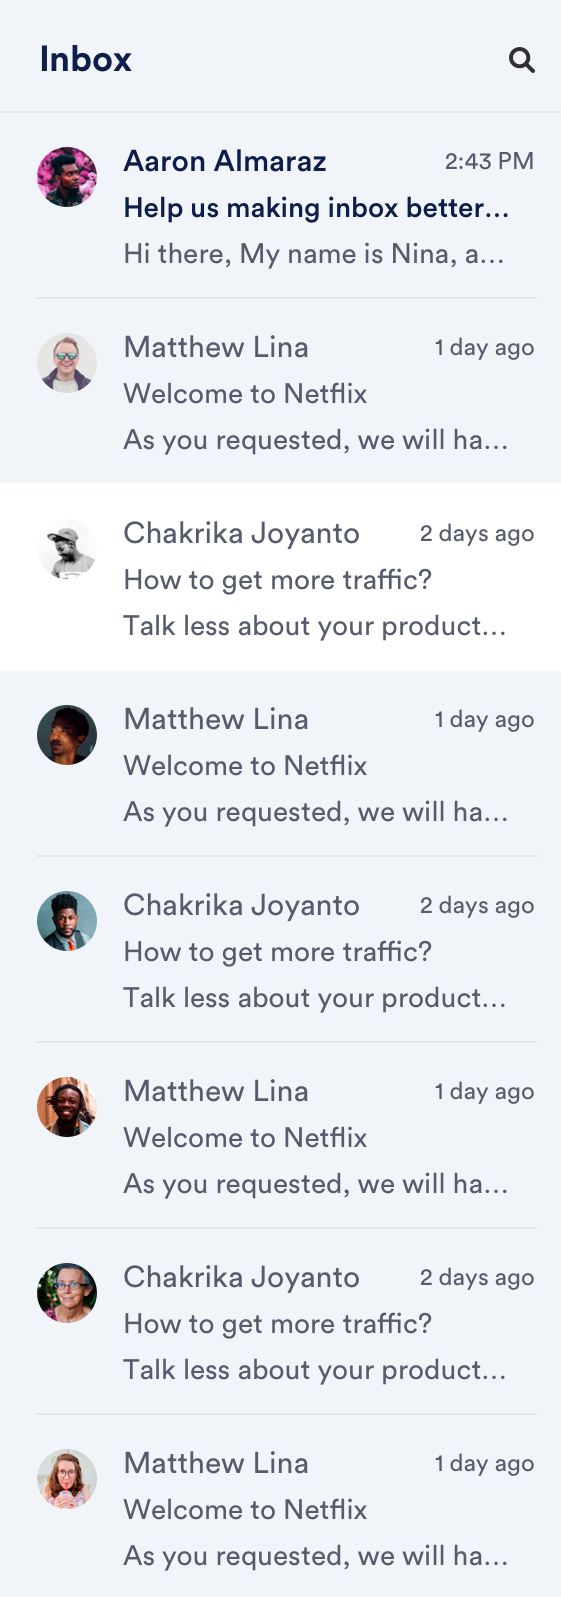 Inbox
Aaron Almaraz 2:43 PM
Help us making inbox better...
Hi there, My name is Nina, a...
Matthew Lina 1 day ago
Welcome to Netflix
As you requested, we will ha...
Chakrika Joyanto 2 days ago
How to get more traffic?
Talk less about your product...
Matthew Lina 1 day ago
Welcome to Netflix
As you requested, we will ha...
Chakrika Joyanto 2 days ago
How to get more traffic?
Talk less about your product...
Matthew Lina 1 day ago
Welcome to Netflix
As you requested, we will ha...
Chakrika Joyanto 2 days ago
How to get more traffic?
Talk less about your product...
Matthew Lina 1 day ago
Welcome to Netflix
As you requested, we will ha...